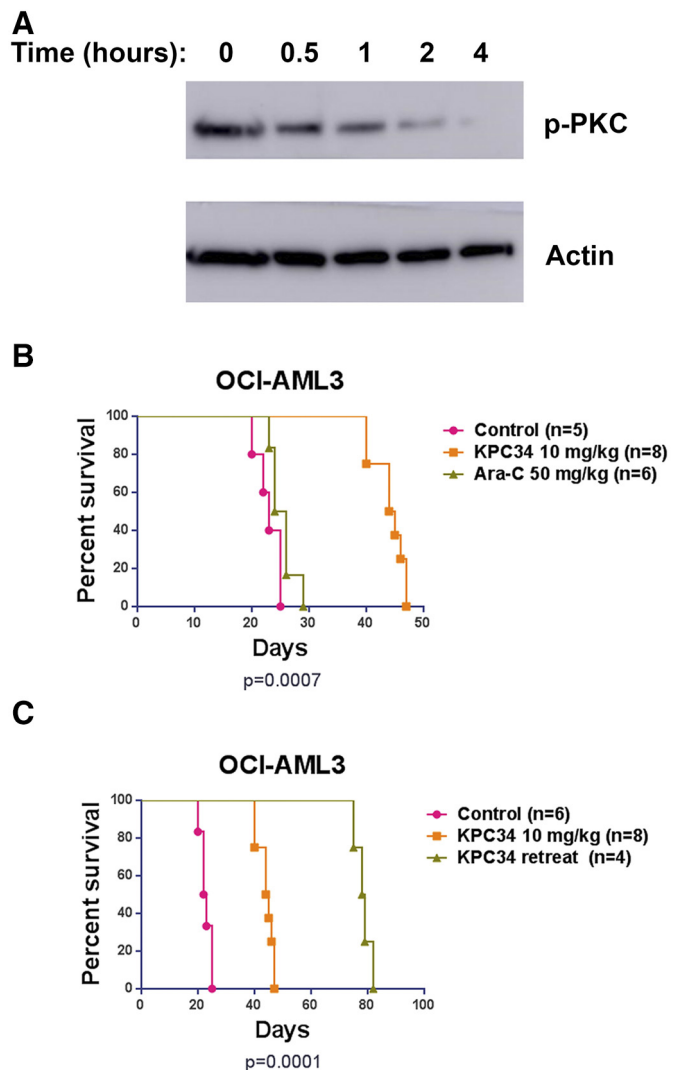 A
Time (hours): 0 0.5 1 2 4
p-PKC
Actin
B
OCI-AML3
Percent survival
100
80
60
40
20
0
0 10 20 30 40 50
Days
p=0.0007
Control (n=5)
KPC34 10 mg/kg (n=8)
Ara-C 50 mg/kg (n=6)
C
OCI-AML3
Percent survival
100
80
60
40
20
0
0 20 40 60 80 100
Days
p=0.0001
Control (n=6)
KPC34 10 mg/kg (n=8)
KPC34 retreat (n=4)